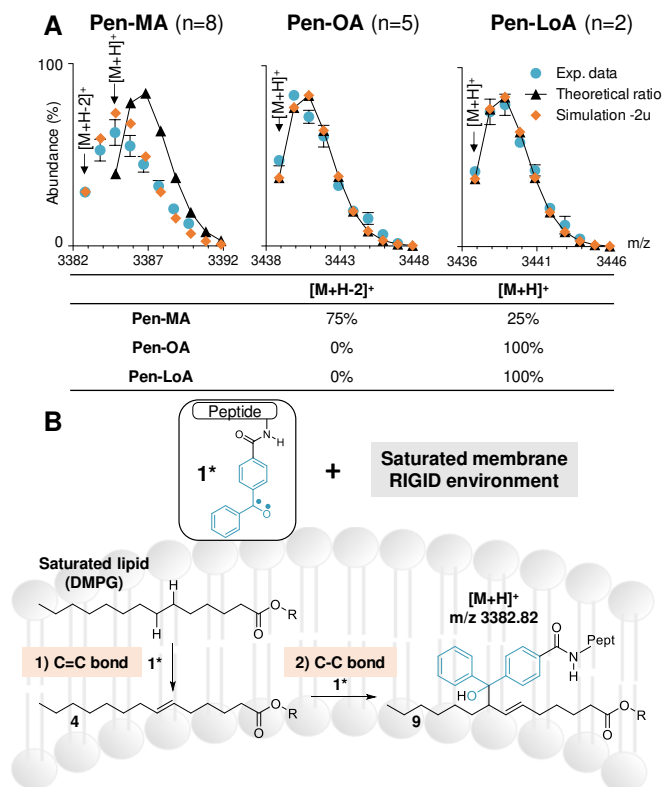 A
Pen-MA (n=8)
Pen-OA (n=5)
Pen-LoA (n=2)
Abundance (%)
100
0
[M+H-2]+
[M+H]+
[M+H]+
[M+H]+
Exp. data
Theoretical ratio
Simulation -2u
3382 3387 3392
3438 3443 3448
3436 3441 3446
m/z
[M+H-2]+ [M+H]+
Pen-MA 75% 25%
Pen-OA 0% 100%
Pen-LoA 0% 100%
B
Peptide
O
N
H
1*
O
+
Saturated membrane
RIGID environment
Saturated lipid
(DMPG)
H
H
O
R
O
[M+H]+
m/z 3382.82
O
Pept
N
H
HO
1) C=C bond
1*
2) C-C bond
1*
4
O
R
O
9
O
R
O